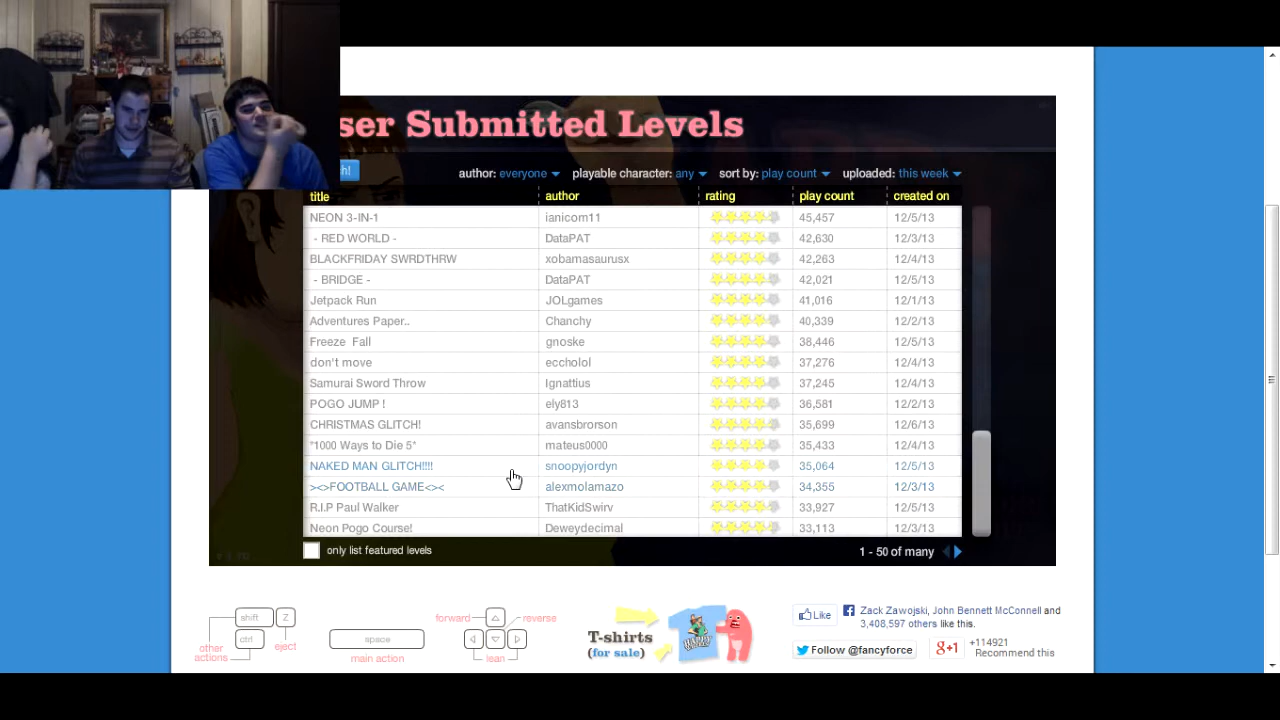 ser Submitted Levels
h!
author: everyone playable character: any sort by: play count uploaded: this week
title author rating play count created on
NEON 3-IN-1 ianicom11 45,457 12/5/13
- RED WORLD - DataPAT 42,630 12/3/13
BLACKFRIDAY SWRDTHRW xobamasaurusx 42,263 12/4/13
- BRIDGE - DataPAT 42,021 12/5/13
Jetpack Run JOLgames 41,016 12/1/13
Adventures Paper.. Chanchy 40,339 12/2/13
Freeze Fall gnoske 38,446 12/5/13
don't move eccholol 37,276 12/4/13
Samurai Sword Throw Ignattius 37,245 12/4/13
POGO JUMP ! ely813 36,581 12/2/13
CHRISTMAS GLITCH! avansbrorson 35,699 12/6/13
"1000 Ways to Die 5" mateus0000 35,433 12/4/13
NAKED MAN GLITCH!!!! snoopyjordyn 35,064 12/5/13
><>FOOTBALL GAME<>< alexmolamazo 34,355 12/3/13
R.I.P Paul Walker ThatKidSwirv 33,927 12/5/13
Neon Pogo Course! Deweydecimal 33,113 12/3/13
only list featured levels 1 - 50 of many
shift Z
ctrl
eject
other actions
space
main action
forward
reverse
lean
T-shirts
(for sale)
Like
Zack Zawojski, John Bennett McConnell and
3,408,597 others like this.
Follow @fancyforce
g+1
+114921
Recommend this